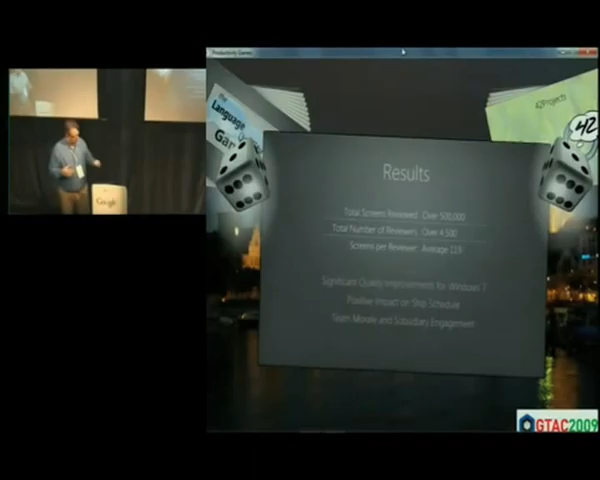 Productivity Games
the
Language
Gam
42Projects
42
Google
Results
Total Screens Reviewed: Over 500,000
Total Number of Reviewers: Over 4,500
Screens per Reviewer: Average 119
Significant Quality Improvements for Windows 7
Positive Impact on Ship Schedule
Team Morale and Subsidiary Engagement
GTAC2009